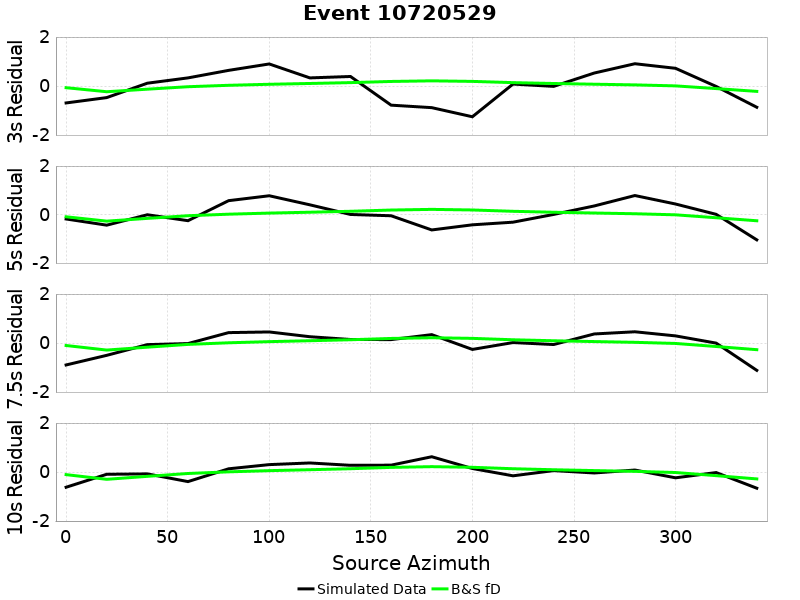 Event 10720529
3s Residual
2
0
-2
5s Residual
2
0
-2
7.5s Residual
2
0
-2
10s Residual
2
0
-2
0 50 100 150 200 250 300
Source Azimuth
Simulated Data B&S fD